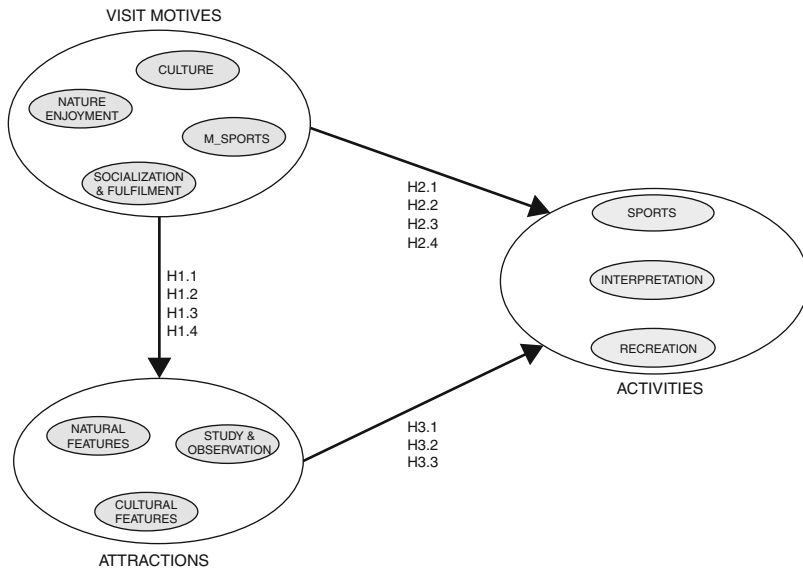 VISIT MOTIVES
CULTURE
NATURE
ENJOYMENT
M_SPORTS
SOCIALIZATION
& FULFILMENT
H2.1
H2.2
H2.3
H2.4
SPORTS
INTERPRETATION
RECREATION
ACTIVITIES
H1.1
H1.2
H1.3
H1.4
NATURAL
FEATURES
STUDY &
OBSERVATION
CULTURAL
FEATURES
ATTRACTIONS
H3.1
H3.2
H3.3